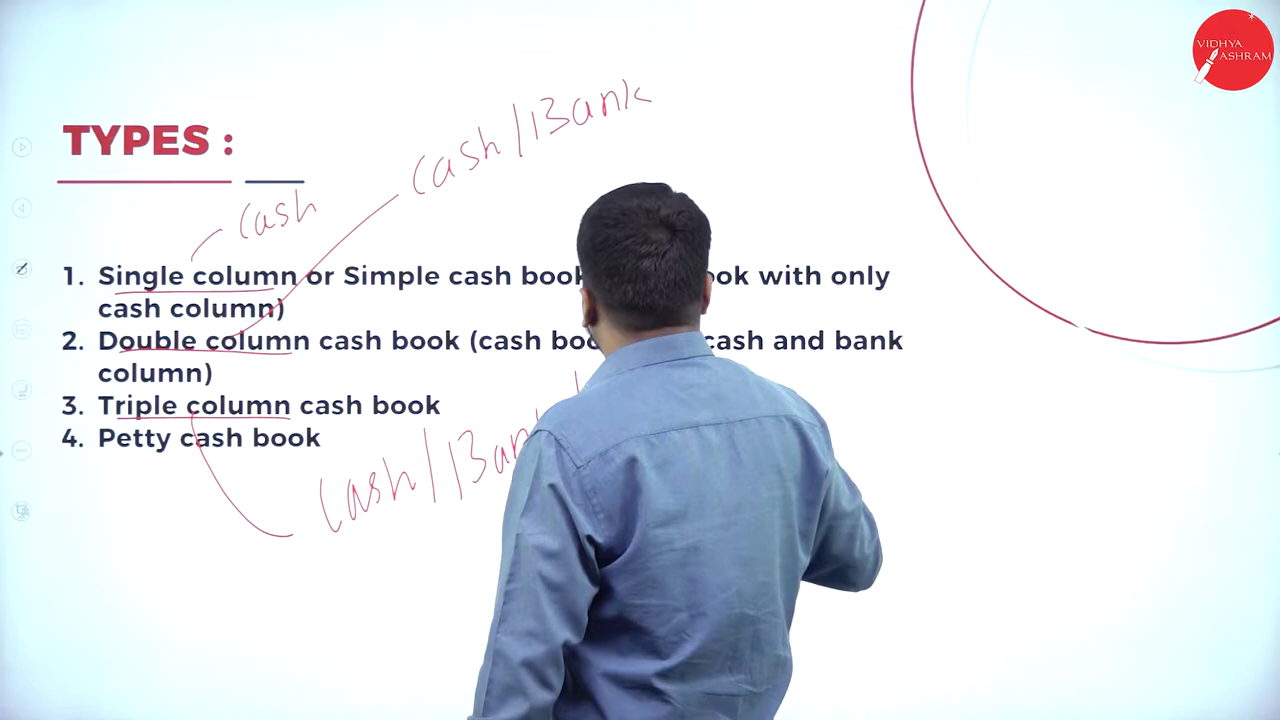 VIDHYA
ASHRAM
TYPES :
Cash/Bank
Cash
1. Single column or Simple cash book with only
cash column)
2. Double column cash book (cash cash and bank
column)
3. Triple column cash book
4. Petty cash book
Cash/Ban